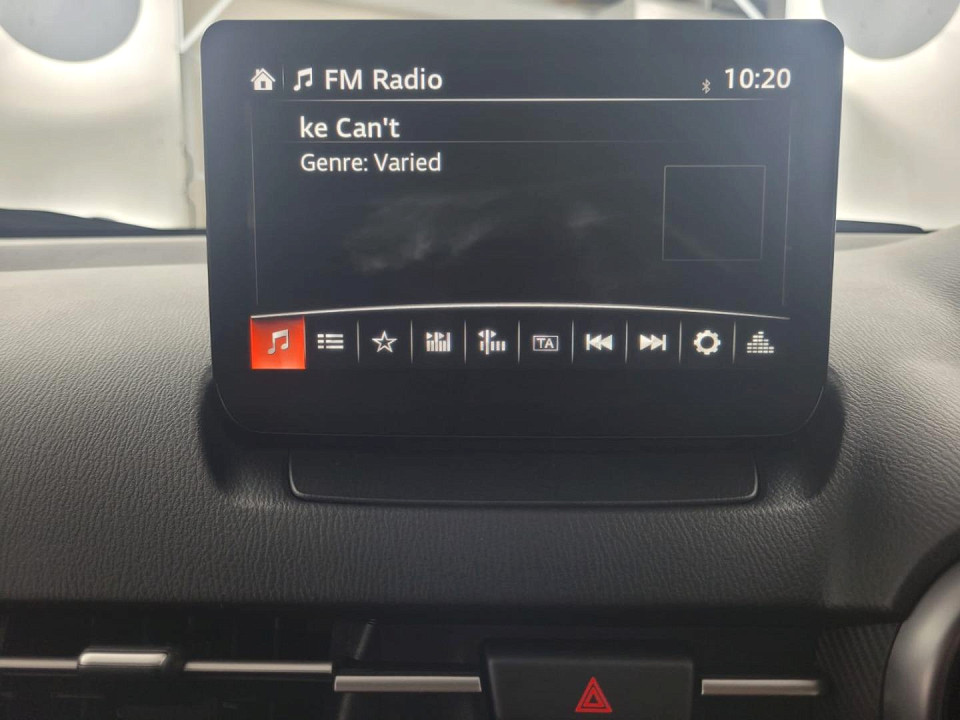 FM Radio 10:20
ke Can't
Genre: Varied
TA